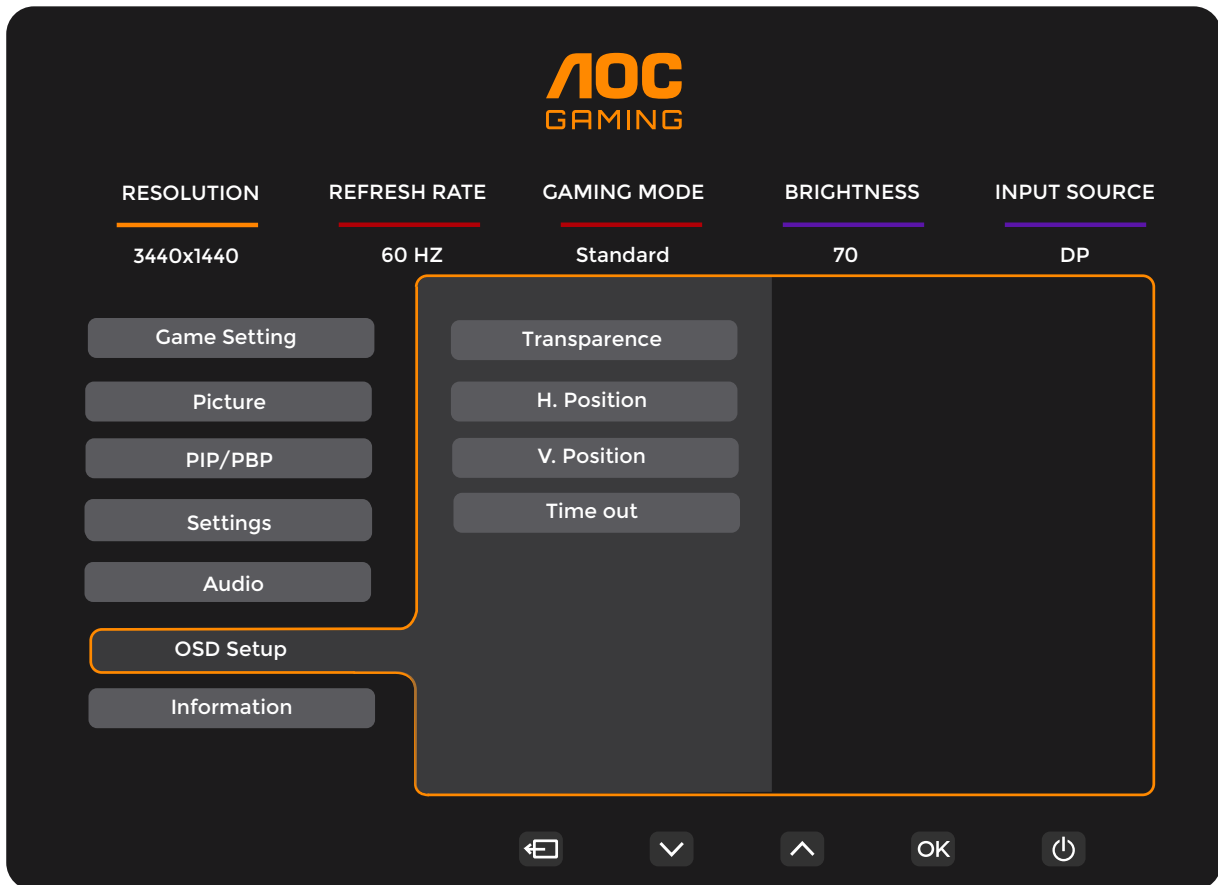 AOC
GAMING
RESOLUTION REFRESH RATE GAMING MODE BRIGHTNESS INPUT SOURCE
3440x1440 60 HZ Standard 70 DP
Game Setting
Picture
PIP/PBP
Settings
Audio
OSD Setup
Information
Transparence
H. Position
V. Position
Time out
OK